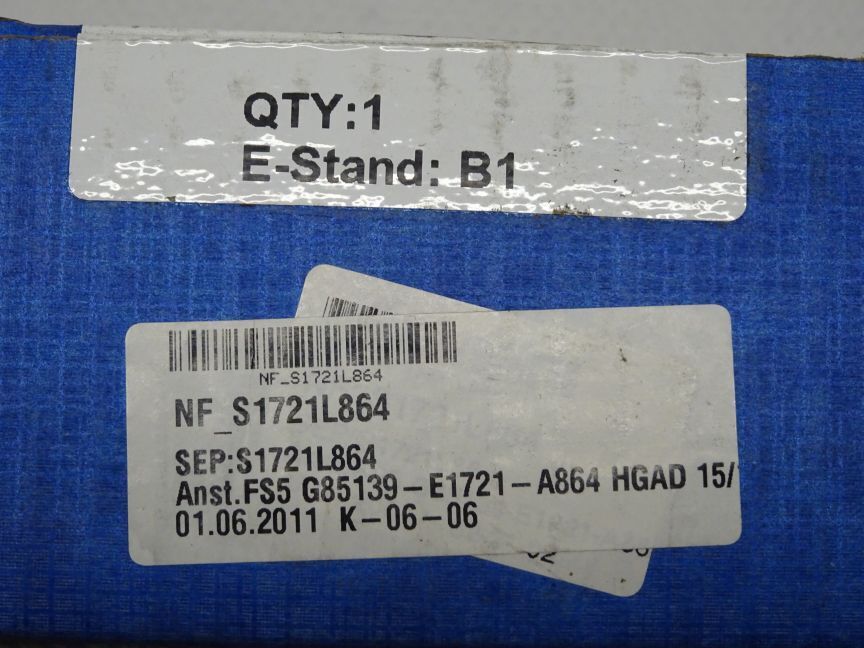 QTY:1
E-Stand: B1
NF_S1721L864
NF_S1721L864
SEP:S1721L864
Anst.FS5 G85139-E1721-A864 HGAD 15/
01.06.2011 K-06-06